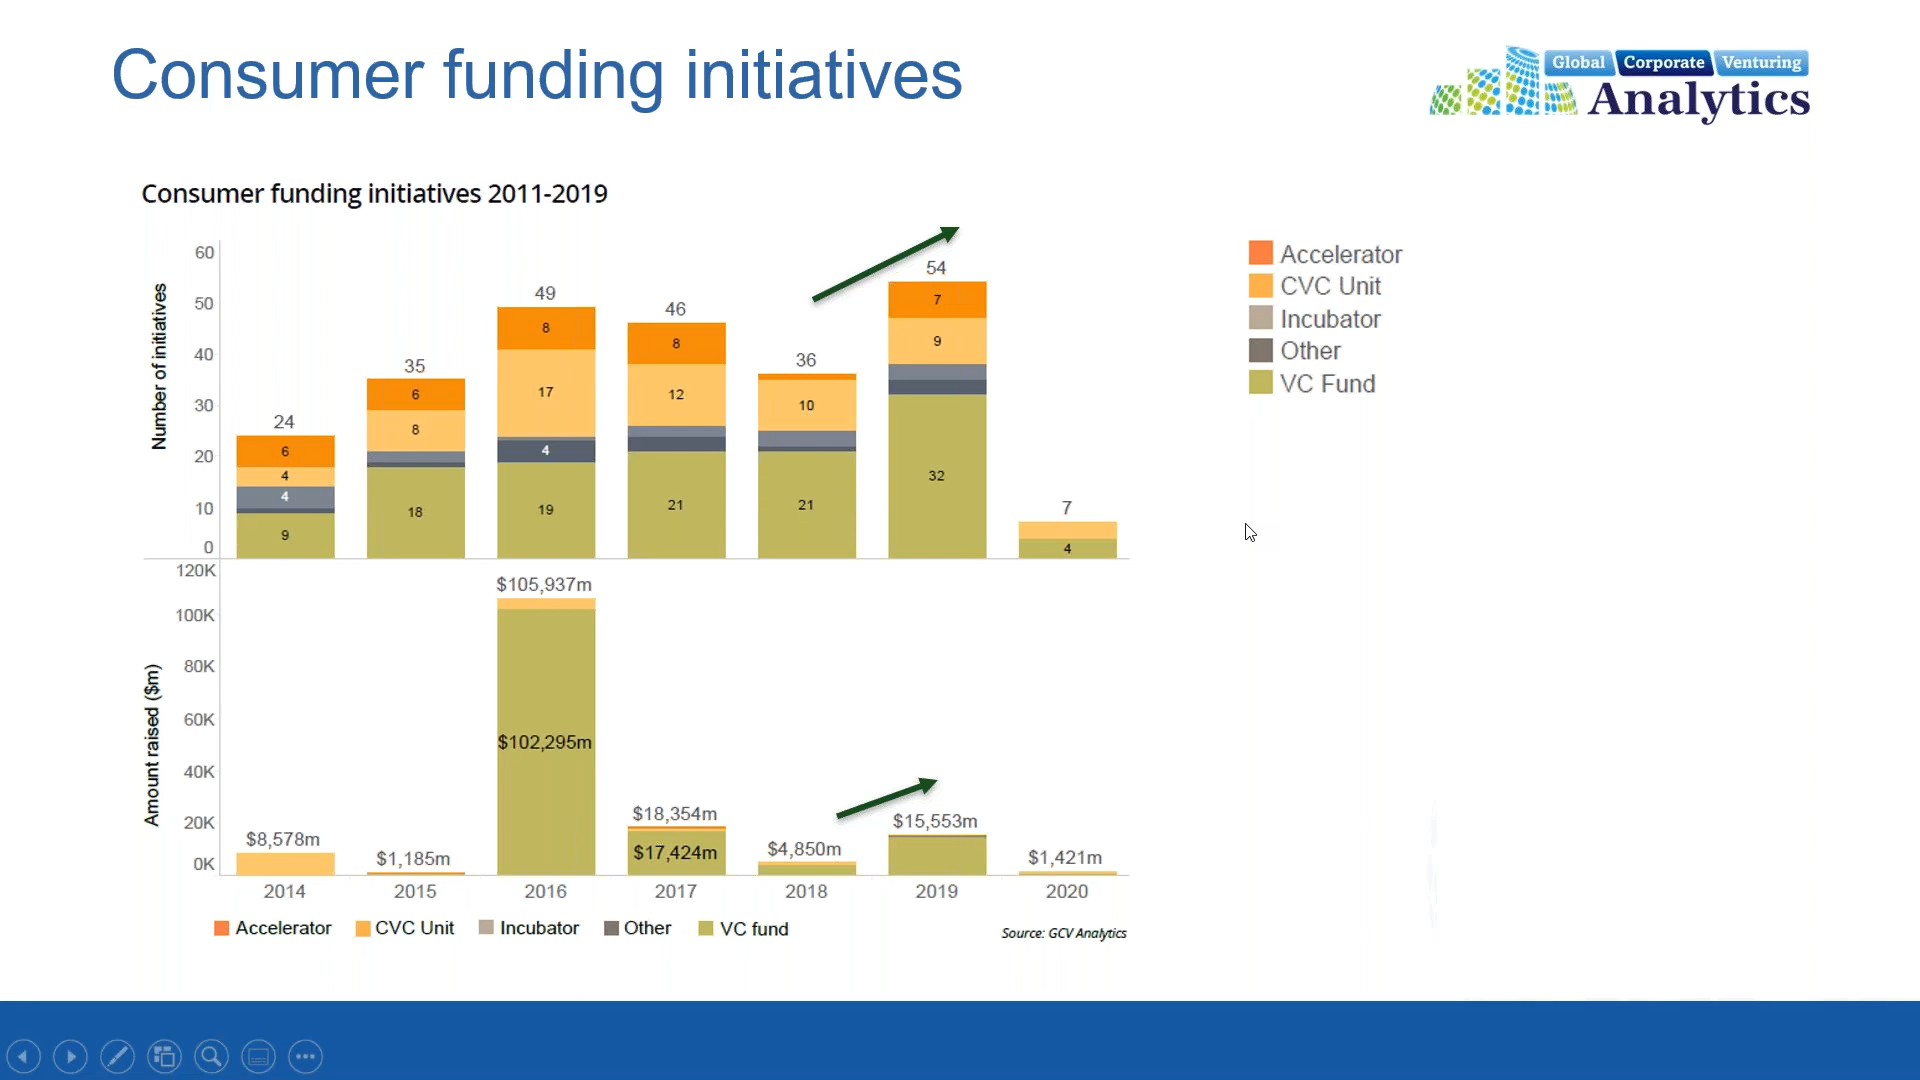 Consumer funding initiatives
Global Corporate Venturing
Analytics
Consumer funding initiatives 2011-2019
Number of initiatives
60
50
40
30
20
10
0
24
6
4
4
9
35
6
8
18
49
8
17
4
19
46
8
12
21
36
10
21
54
7
9
32
7
4
Accelerator
CVC Unit
Incubator
Other
VC Fund
Amount raised ($m)
120K
100K
80K
60K
40K
20K
0K
$8,578m
$1,185m
$105,937m
$102,295m
$18,354m
$17,424m
$4,850m
$15,553m
$1,421m
2014 2015 2016 2017 2018 2019 2020
Accelerator CVC Unit Incubator Other VC fund
Source: GCV Analytics